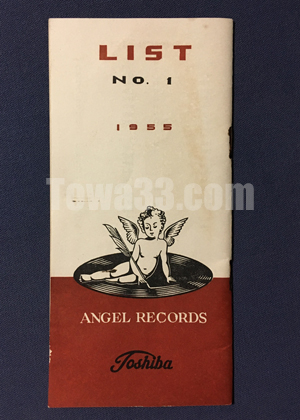 LIST
NO. 1
1955
Towa33.com
ANGEL RECORDS
Toshiba